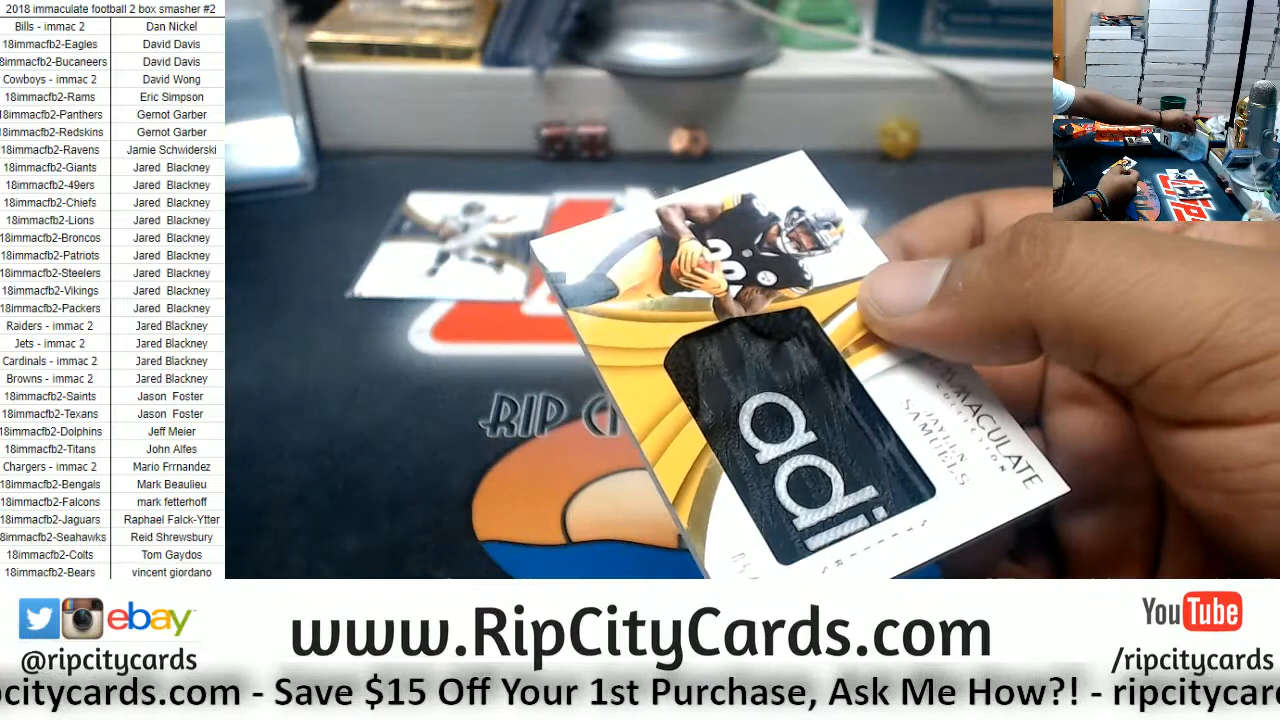 2018 immaculate football 2 box smasher #2
Bills - immac 2 Dan Nickel
18immacfb2-Eagles David Davis
8immacfb2-Bucaneers David Davis
Cowboys - immac 2 David Wong
18immacfb2-Rams Eric Simpson
18immacfb2-Panthers Gernot Garber
18immacfb2-Redskins Gernot Garber
18immacfb2-Ravens Jamie Schwiderski
18immacfb2-Giants Jared Blackney
18immacfb2-49ers Jared Blackney
18immacfb2-Chiefs Jared Blackney
18immacfb2-Lions Jared Blackney
18immacfb2-Broncos Jared Blackney
18immacfb2-Patriots Jared Blackney
18immacfb2-Steelers Jared Blackney
18immacfb2-Vikings Jared Blackney
18immacfb2-Packers Jared Blackney
Raiders - immac 2 Jared Blackney
Jets - immac 2 Jared Blackney
Cardinals - immac 2 Jared Blackney
Browns - immac 2 Jared Blackney
18immacfb2-Saints Jason Foster
18immacfb2-Texans Jason Foster
18immacfb2-Dolphins Jeff Meier
18immacfb2-Titans John Alfes
Chargers - immac 2 Mario Frrnandez
18immacfb2-Bengals Mark Beaulieu
18immacfb2-Falcons mark fetterhoff
18immacfb2-Jaguars Raphael Falck-Ytter
18immacfb2-Seahawks Reid Shrewsbury
18immacfb2-Colts Tom Gaydos
18immacfb2-Bears vincent giordano
RIP CI
adi
IMMACULATE
COLLECTION
JAYLEN
SAMUELS
ebay
@ripcitycards
www.RipCityCards.com
YouTube
/ripcitycards
pcitycards.com - Save $15 Off Your 1st Purchase, Ask Me How?! - ripcitycard